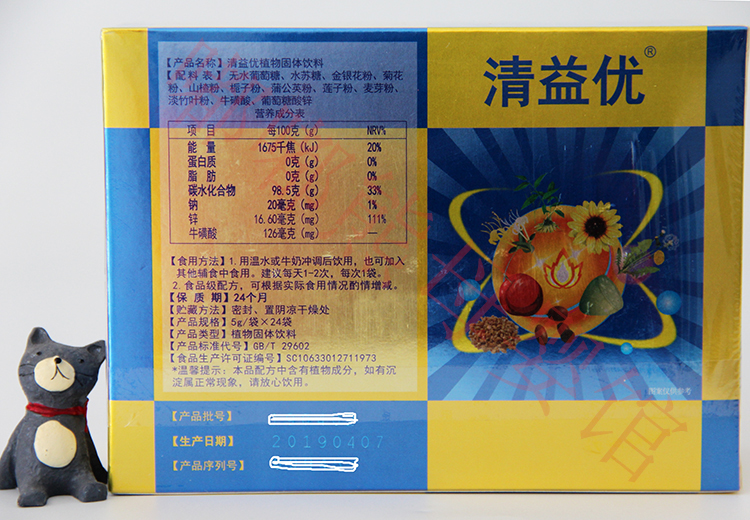 清益优®
【产品名称】清益优植物固体饮料
【配 料 表】无水葡萄糖、水苏糖、金银花粉、菊花
粉、山楂粉、栀子粉、蒲公英粉、莲子粉、麦芽粉、
淡竹叶粉、牛磺酸、葡萄糖酸锌
营养成分表
项 目 每100克(g) NRV%
能 量 1675千焦(kJ) 20%
蛋白质 0克(g) 0%
脂 肪 0克(g) 0%
碳水化合物 98.5克(g) 33%
钠 20毫克(mg) 1%
锌 16.60毫克(mg) 111%
牛磺酸 126毫克(mg) —
【食用方法】1.用温水或牛奶冲调后饮用，也可加入
其他辅食中食用。建议每天1-2次，每次1袋。
2.食品级配方，可根据实际食用情况酌情增减。
【保 质 期】24个月
【贮藏方法】密封、置阴凉干燥处
【产品规格】5g/袋×24袋
【产品类型】植物固体饮料
【产品标准代号】GB/T 29602
【食品生产许可证编号】SC10633012711973
*温馨提示：本品配方中含有植物成分，如有沉
淀属正常现象，请放心饮用。
图案仅供参考
【产品批号】
【生产日期】 20190407
【产品序列号】